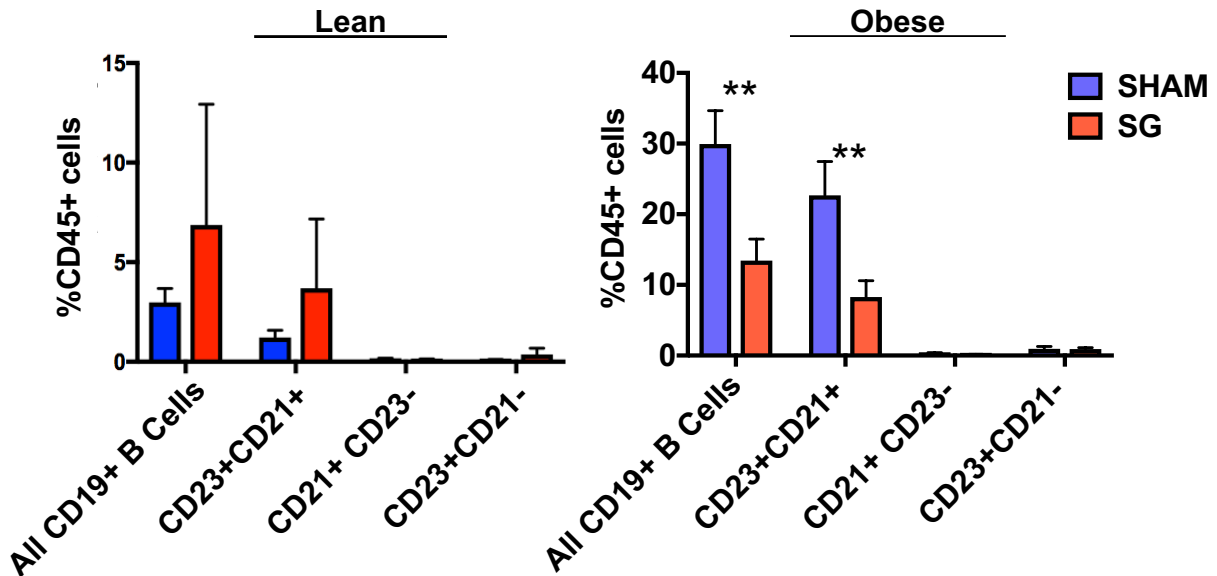 Lean
15
10
5
0
%CD45+ cells
All CD19+ B Cells
CD23+CD21+
CD21+ CD23-
CD23+CD21-
Obese
40
30
20
10
0
%CD45+ cells
**
**
All CD19+ B Cells
CD23+CD21+
CD21+ CD23-
CD23+CD21-
SHAM
SG